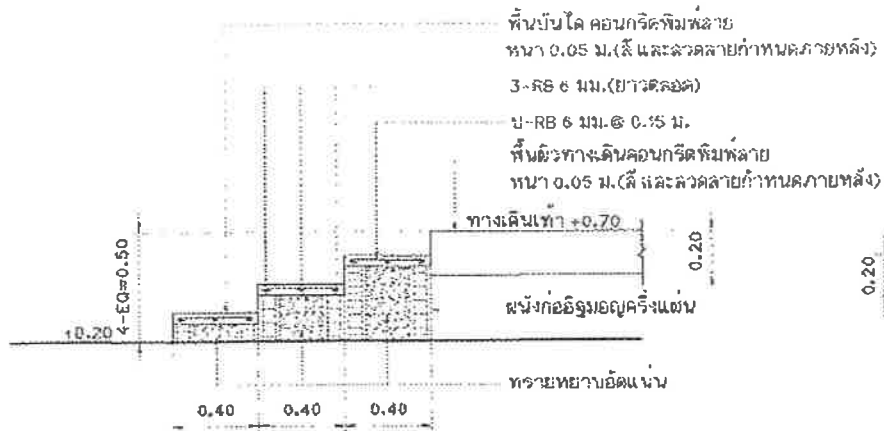 พื้นบันได คอนกรีตพิมพ์ลาย
หนา 0.05 ม.(สี และลวดลายกำหนดภายหลัง)
3-RB 6 มม.(ยาวตลอด)
ป-RB 6 มม.@ 0.15 ม.
พื้นผิวทางเดินคอนกรีตพิมพ์ลาย
หนา 0.05 ม.(สี และลวดลายกำหนดภายหลัง)
ทางเดินเท้า +0.70
0.20
0.20
4-EQ=0.50
+0.20
ผนังก่ออิฐมอญครึ่งแผ่น
ทรายหยาบอัดแน่น
0.40 0.40 0.40